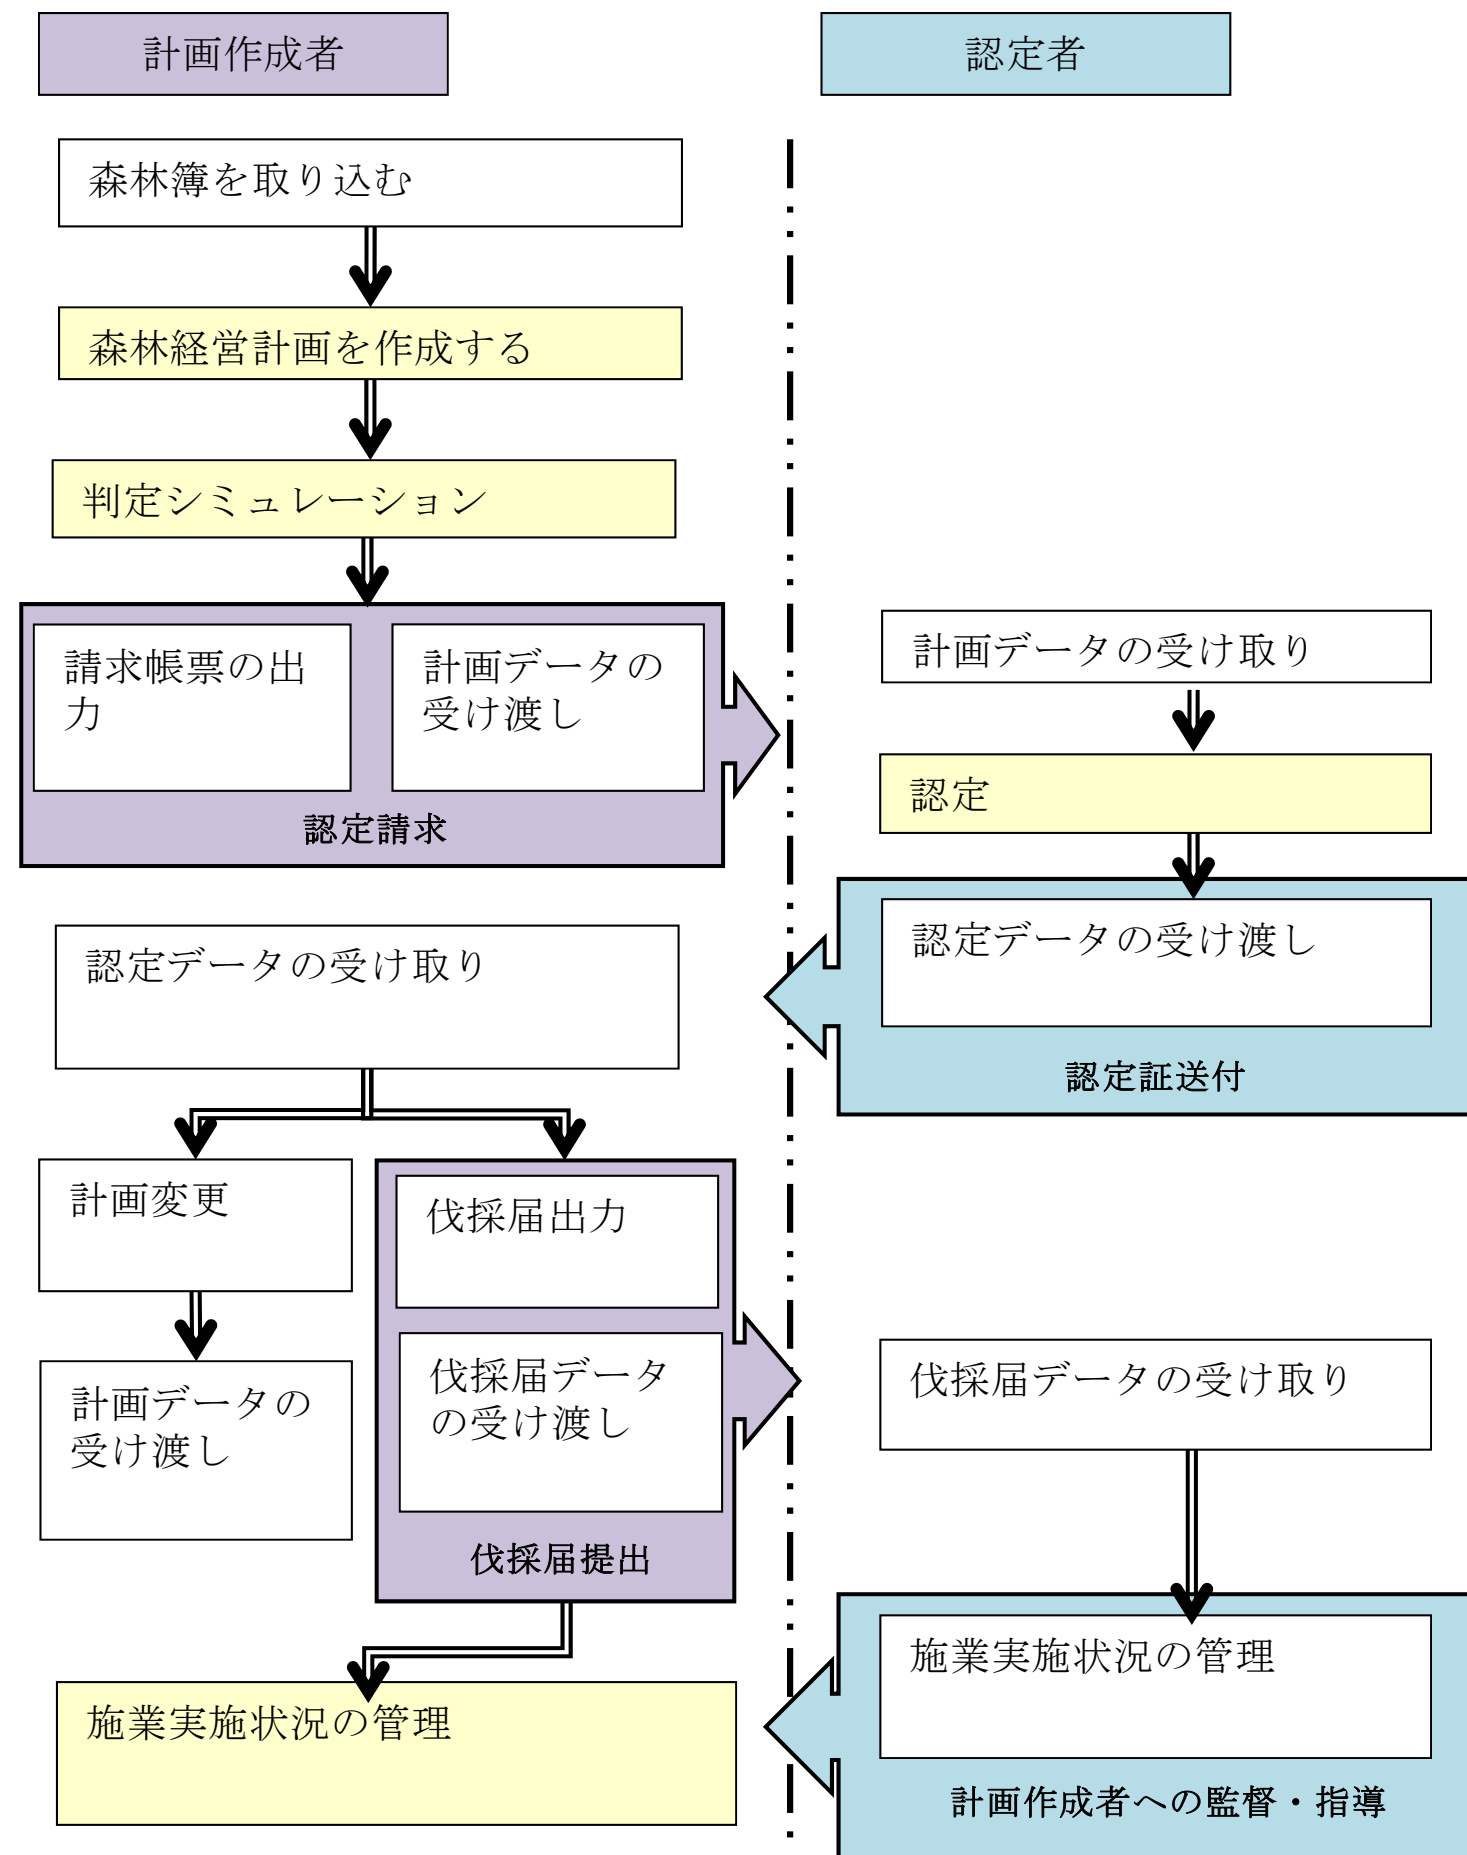 計画作成者
認定者
森林簿を取り込む
森林経営計画を作成する
判定シミュレーション
請求帳票の出
力
計画データの
受け渡し
認定請求
計画データの受け取り
認定
認定データの受け渡し
認定証送付
認定データの受け取り
計画変更
計画データの
受け渡し
伐採届出力
伐採届データ
の受け渡し
伐採届提出
伐採届データの受け取り
施業実施状況の管理
計画作成者への監督・指導
施業実施状況の管理